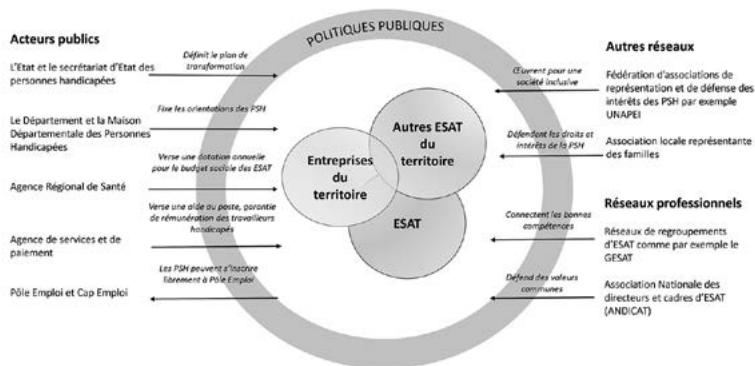 POLITIQUES PUBLIQUES
Acteurs publics
L'Etat et le secrétariat d'Etat des
personnes handicapées
Définit le plan de
transformation
Le Département et la Maison
Départementale des Personnes
Handicapées
Fixe les orientations des PSH
Agence Régional de Santé
Verse une dotation annuelle
pour le budget sociale des ESAT
Agence de services et de
paiement
Verse une aide au poste, garantie
de rémunération des travailleurs
handicapés
Pôle Emploi et Cap Emploi
Les PSH peuvent s'inscrire
librement à Pôle Emploi
Entreprises
du
territoire
Autres ESAT
du
territoire
ESAT
Autres réseaux
Œuvrent pour une
société inclusive
Fédération d'associations de
représentation et de défense des
intérêts des PSH par exemple
UNAPEI
Défendent les droits et
intérêts de la PSH
Association locale représentante
des familles
Réseaux professionnels
Connectent les bonnes
compétences
Réseaux de regroupements
d'ESAT comme par exemple le
GESAT
Défend des valeurs
communes
Association Nationale des
directeurs et cadres d'ESAT
(ANDICAT)